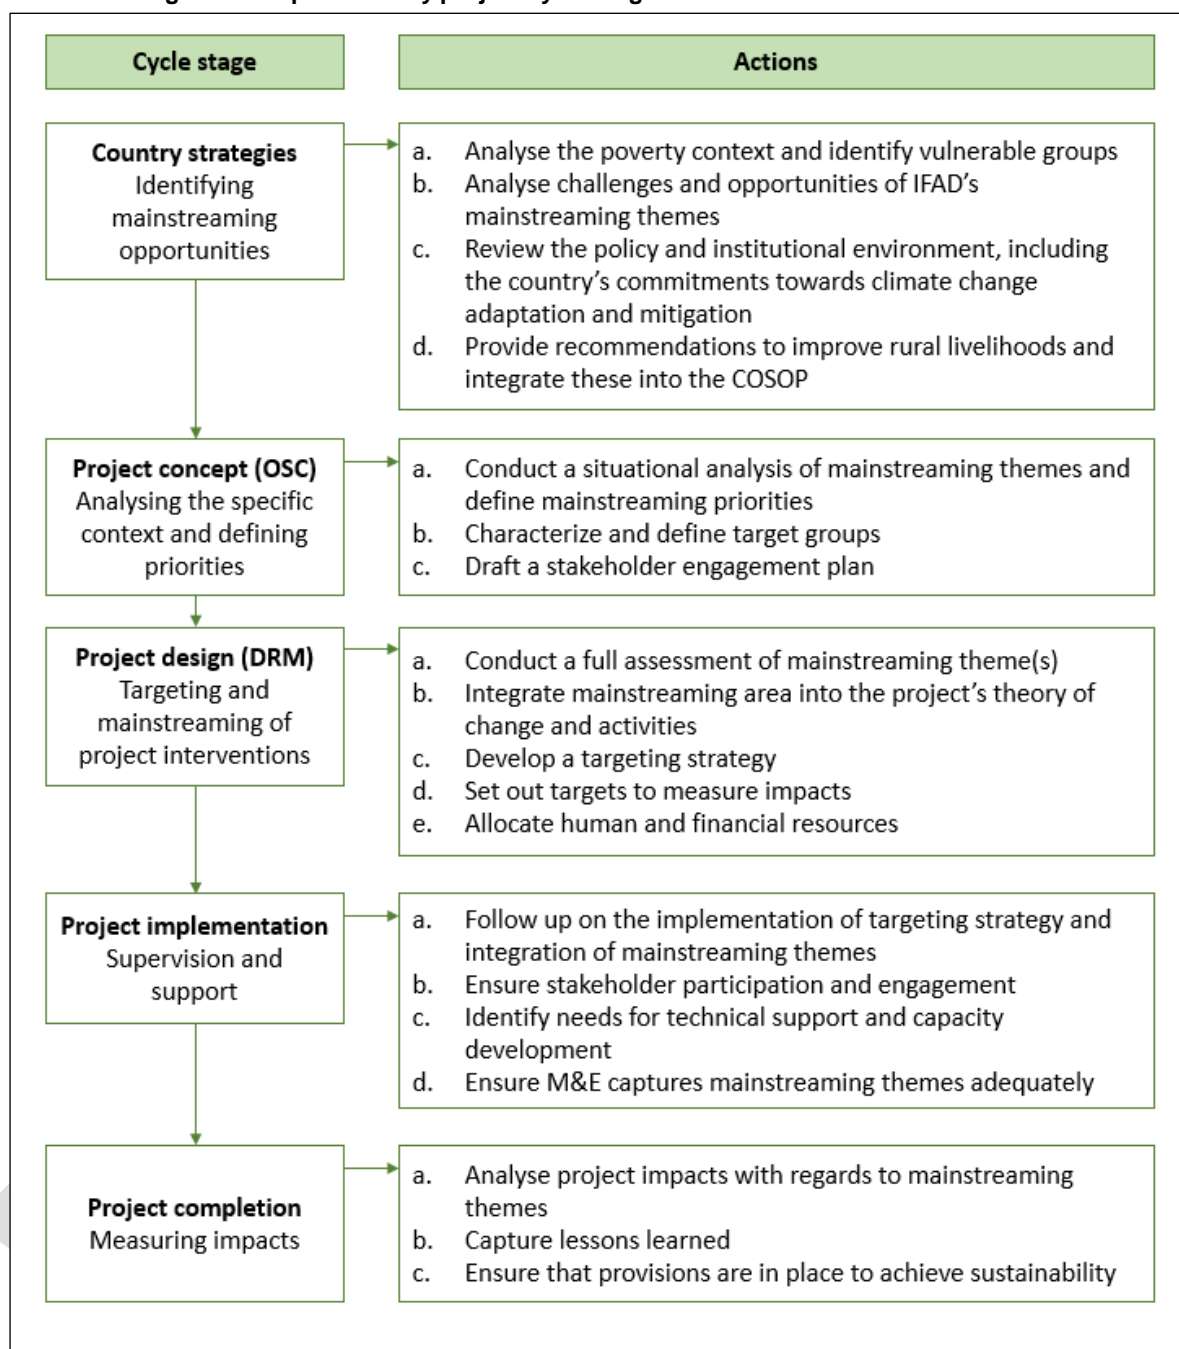 Cycle stage
Actions
Country strategies
Identifying
mainstreaming
opportunities
a. Analyse the poverty context and identify vulnerable groups
b. Analyse challenges and opportunities of IFAD's
mainstreaming themes
c. Review the policy and institutional environment, including
the country's commitments towards climate change
adaptation and mitigation
d. Provide recommendations to improve rural livelihoods and
integrate these into the COSOP
Project concept (OSC)
Analysing the specific
context and defining
priorities
a. Conduct a situational analysis of mainstreaming themes and
define mainstreaming priorities
b. Characterize and define target groups
c. Draft a stakeholder engagement plan
Project design (DRM)
Targeting and
mainstreaming of
project interventions
a. Conduct a full assessment of mainstreaming theme(s)
b. Integrate mainstreaming area into the project's theory of
change and activities
c. Develop a targeting strategy
d. Set out targets to measure impacts
e. Allocate human and financial resources
Project implementation
Supervision and
support
a. Follow up on the implementation of targeting strategy and
integration of mainstreaming themes
b. Ensure stakeholder participation and engagement
c. Identify needs for technical support and capacity
development
d. Ensure M&E captures mainstreaming themes adequately
Project completion
Measuring impacts
a. Analyse project impacts with regards to mainstreaming
themes
b. Capture lessons learned
c. Ensure that provisions are in place to achieve sustainability